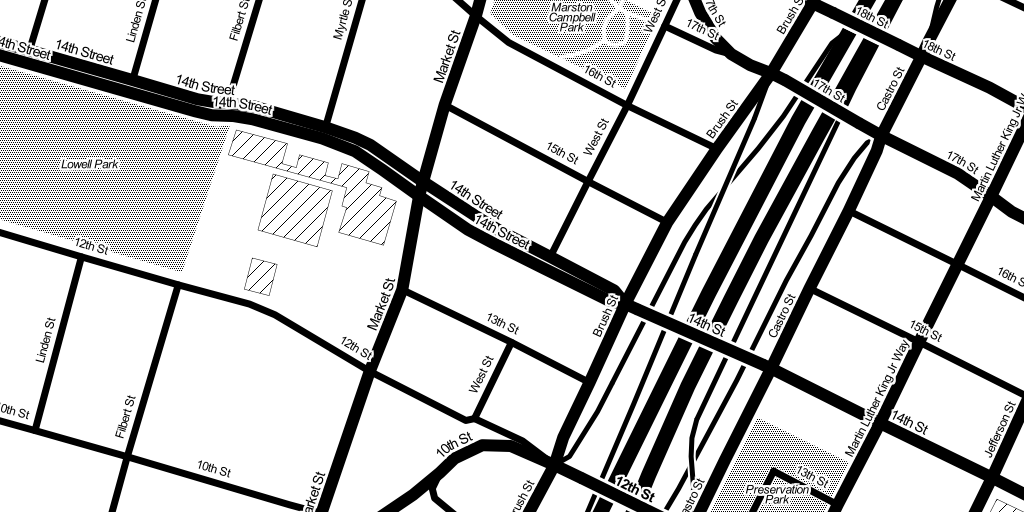 Linden St
Filbert St
Myrtle St
Market St
Marston
Campbell
Park
West St
17th St
17th St
Brush St
18th St
18th St
14th Street
14th Street
14th Street
14th Street
16th St
17th St
Castro St
Brush St
West St
15th St
Lowell Park
17th St
Martin Luther King Jr Way
14th Street
14th Street
12th St
16th St
Market St
Brush St
13th St
14th St
Castro St
15th St
Linden St
12th St
West St
Martin Luther King Jr Way
10th St
Filbert St
10th St
14th St
Jefferson St
10th St
13th St
Market St
Brush St
12th St
Castro St
Preservation
Park